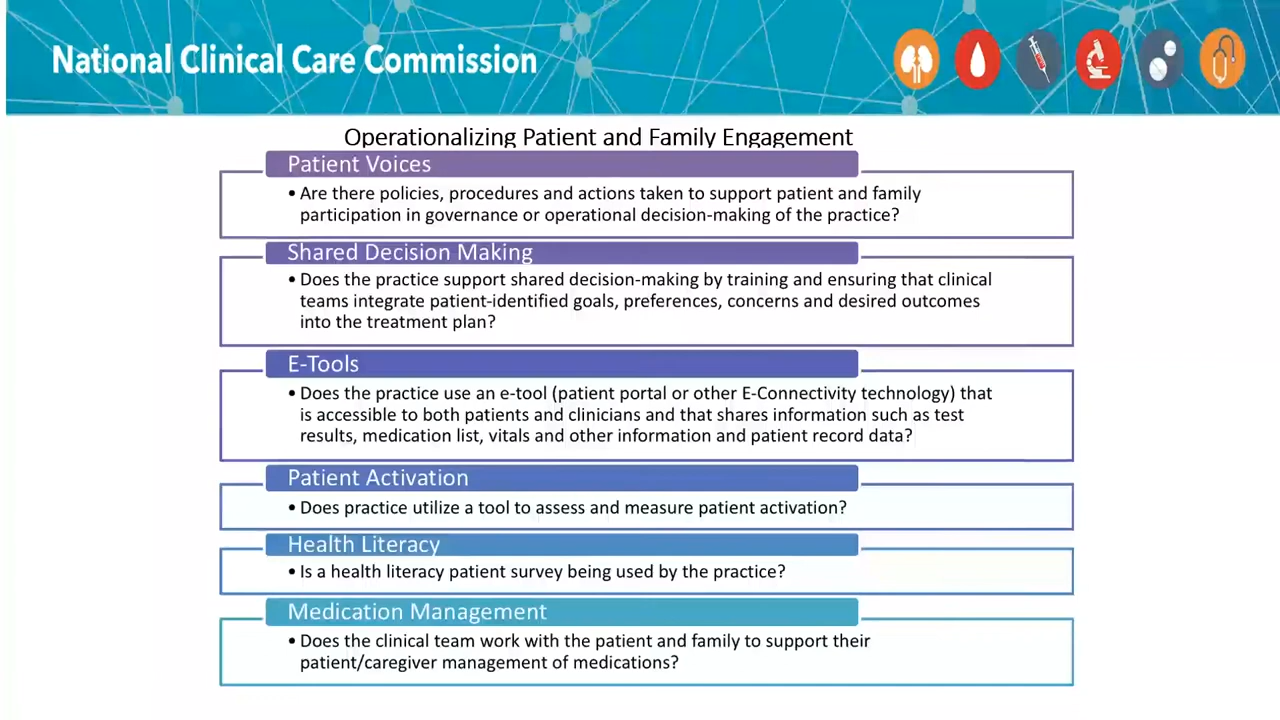 National Clinical Care Commission
Operationalizing Patient and Family Engagement
Patient Voices
• Are there policies, procedures and actions taken to support patient and family
participation in governance or operational decision-making of the practice?
Shared Decision Making
• Does the practice support shared decision-making by training and ensuring that clinical
teams integrate patient-identified goals, preferences, concerns and desired outcomes
into the treatment plan?
E-Tools
• Does the practice use an e-tool (patient portal or other E-Connectivity technology) that
is accessible to both patients and clinicians and that shares information such as test
results, medication list, vitals and other information and patient record data?
Patient Activation
• Does practice utilize a tool to assess and measure patient activation?
Health Literacy
• Is a health literacy patient survey being used by the practice?
Medication Management
• Does the clinical team work with the patient and family to support their
patient/caregiver management of medications?